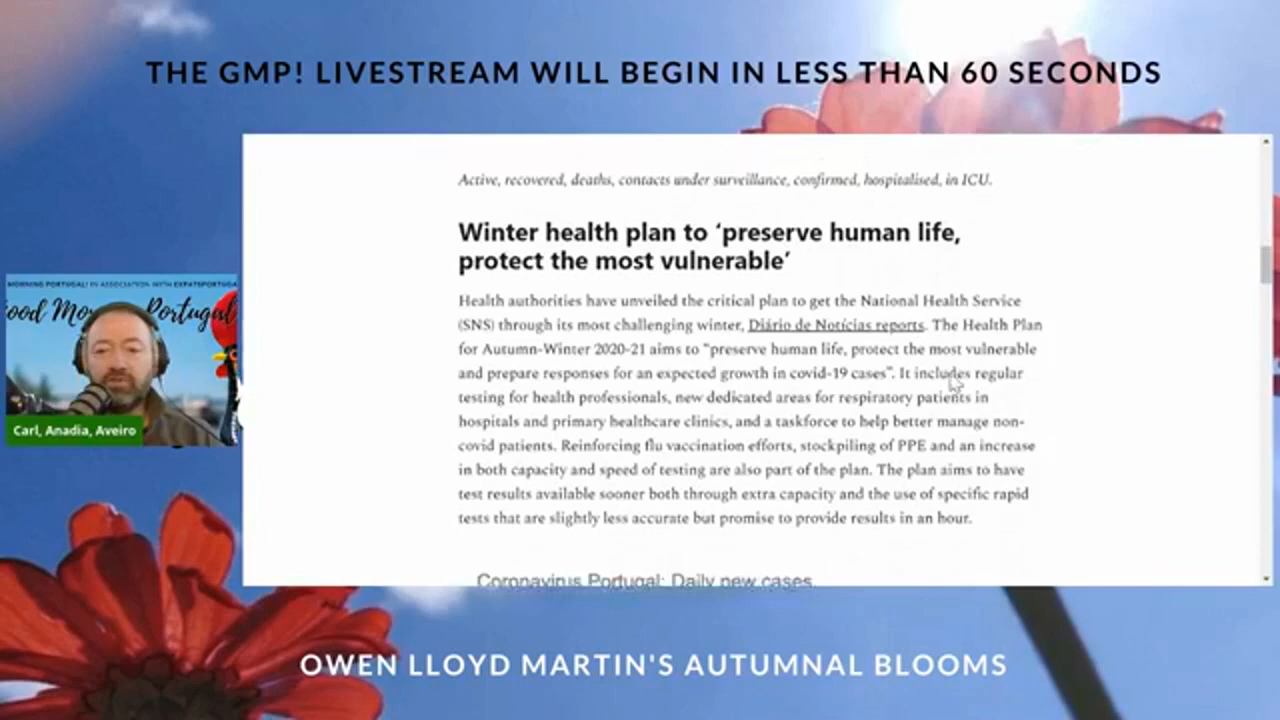 THE GMP! LIVESTREAM WILL BEGIN IN LESS THAN 60 SECONDS
Active, recovered, deaths, contacts under surveillance, confirmed, hospitalised, in ICU.
Winter health plan to ‘preserve human life,
protect the most vulnerable’
Health authorities have unveiled the critical plan to get the National Health Service
(SNS) through its most challenging winter, Diário de Notícias reports. The Health Plan
for Autumn-Winter 2020-21 aims to “preserve human life, protect the most vulnerable
and prepare responses for an expected growth in covid-19 cases”. It includes regular
testing for health professionals, new dedicated areas for respiratory patients in
hospitals and primary healthcare clinics, and a taskforce to help better manage non-
covid patients. Reinforcing flu vaccination efforts, stockpiling of PPE and an increase
in both capacity and speed of testing are also part of the plan. The plan aims to have
test results available sooner both through extra capacity and the use of specific rapid
tests that are slightly less accurate but promise to provide results in an hour.
Coronavirus Portugal: Daily new cases.
MORNING PORTUGAL! IN ASSOCIATION WITH EXPATSPORTUGA
ood Mo Portugal
Carl, Anadia, Aveiro
OWEN LLOYD MARTIN'S AUTUMNAL BLOOMS